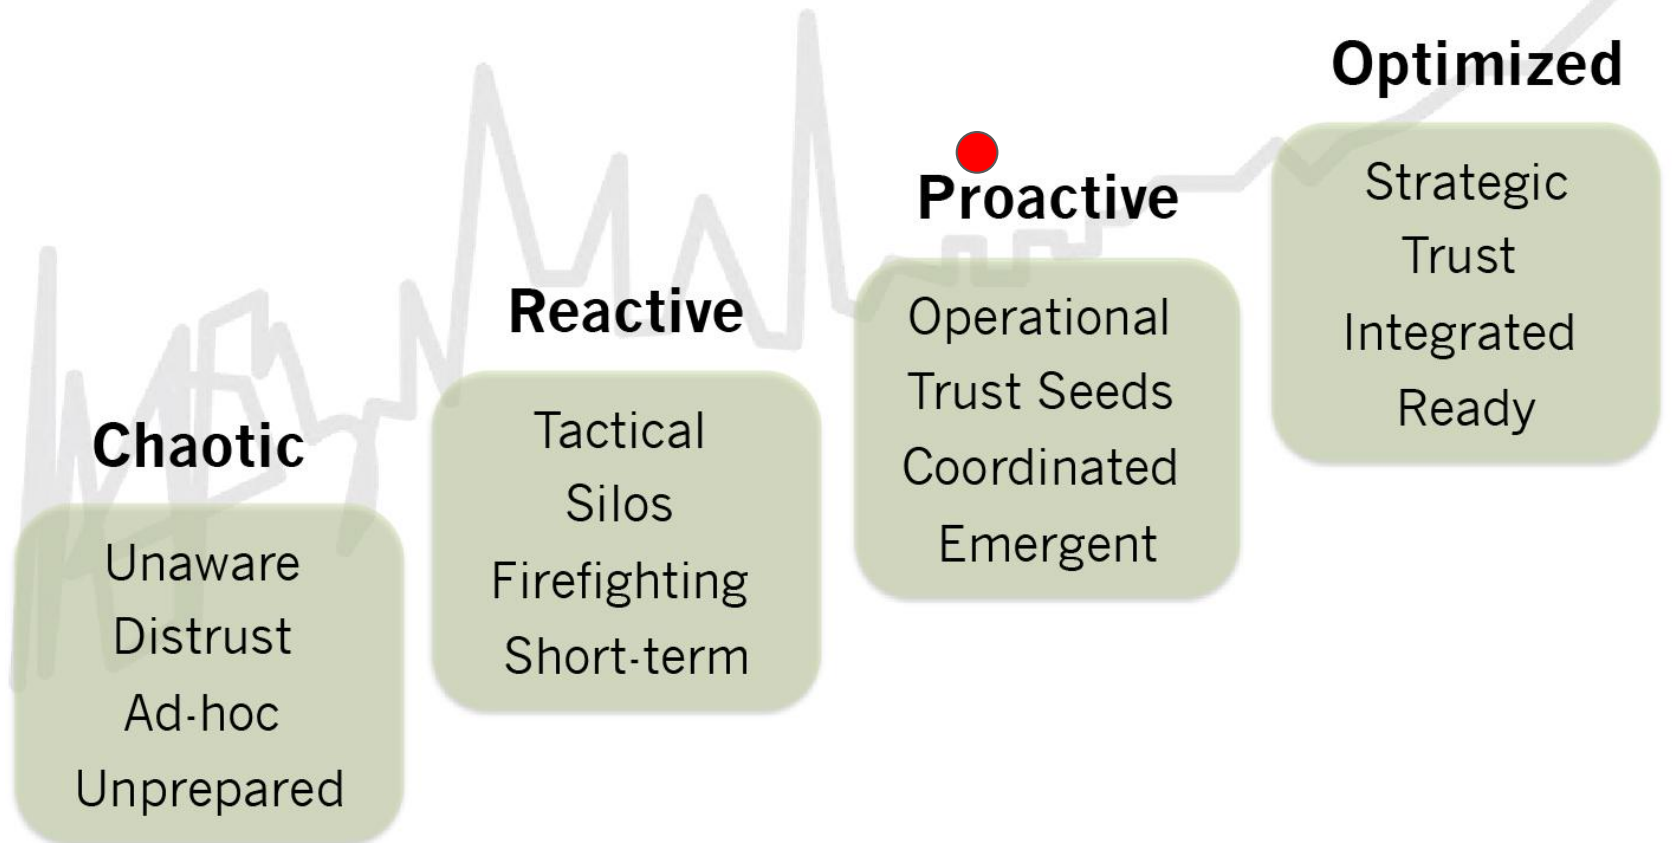 Chaotic
Unaware
Distrust
Ad-hoc
Unprepared
Reactive
Tactical
Silos
Firefighting
Short-term
Proactive
Operational
Trust Seeds
Coordinated
Emergent
Optimized
Strategic
Trust
Integrated
Ready